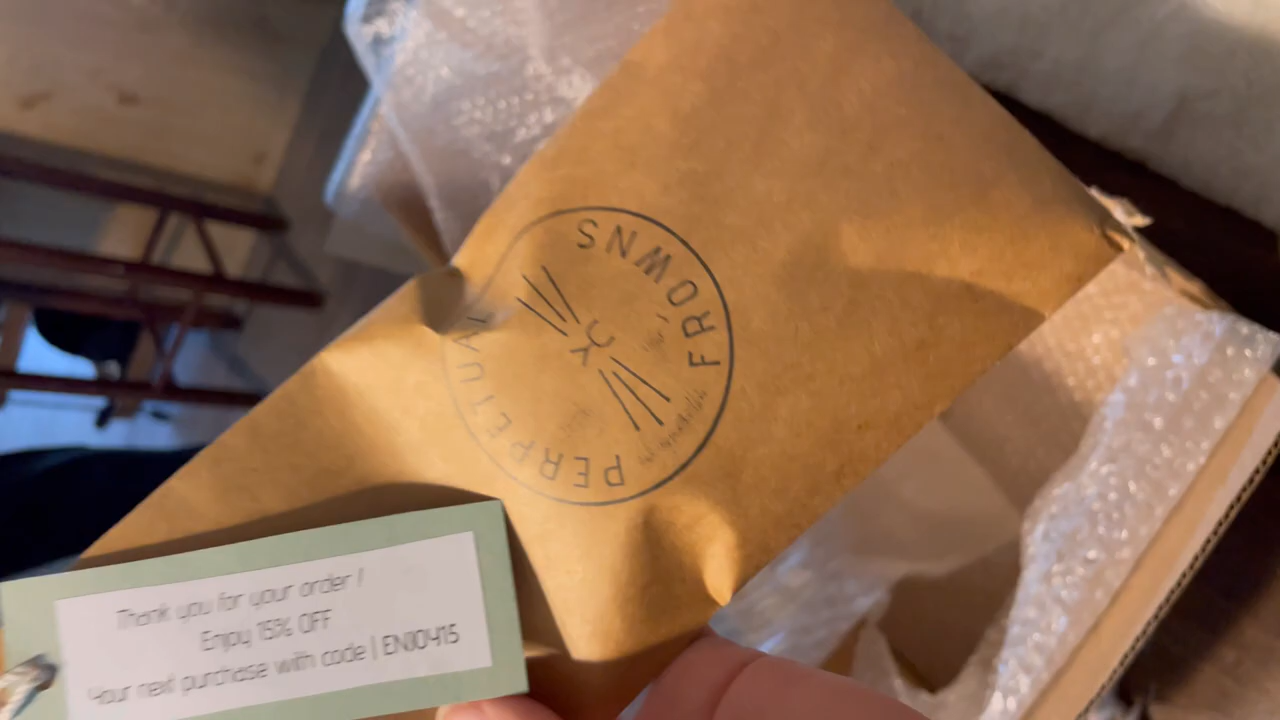 PERPETUAL
FROWNS
Thank you for your order !
Enjoy 15% OFF
Your next purchase with code | ENJOY15